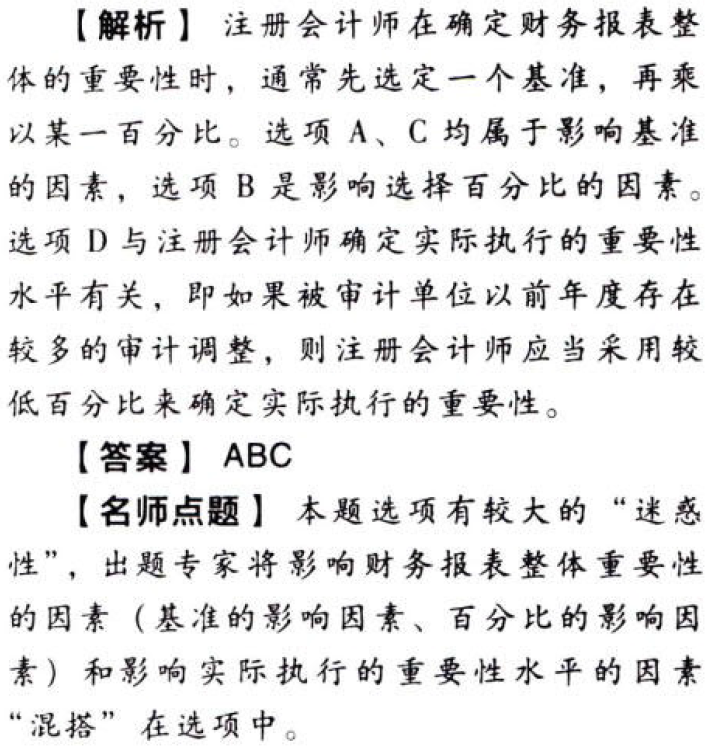 【解析】 注册会计师在确定财务报表整
体的重要性时，通常先选定一个基准，再乘
以某一百分比。选项 A、C 均属于影响基准
的因素，选项 B 是影响选择百分比的因素。
选项 D 与注册会计师确定实际执行的重要性
水平有关，即如果被审计单位以前年度存在
较多的审计调整，则注册会计师应当采用较
低百分比来确定实际执行的重要性。
【答案】 ABC
【名师点题】 本题选项有较大的“迷惑
性”，出题专家将影响财务报表整体重要性
的因素（基准的影响因素、百分比的影响因
素）和影响实际执行的重要性水平的因素
“混搭”在选项中。